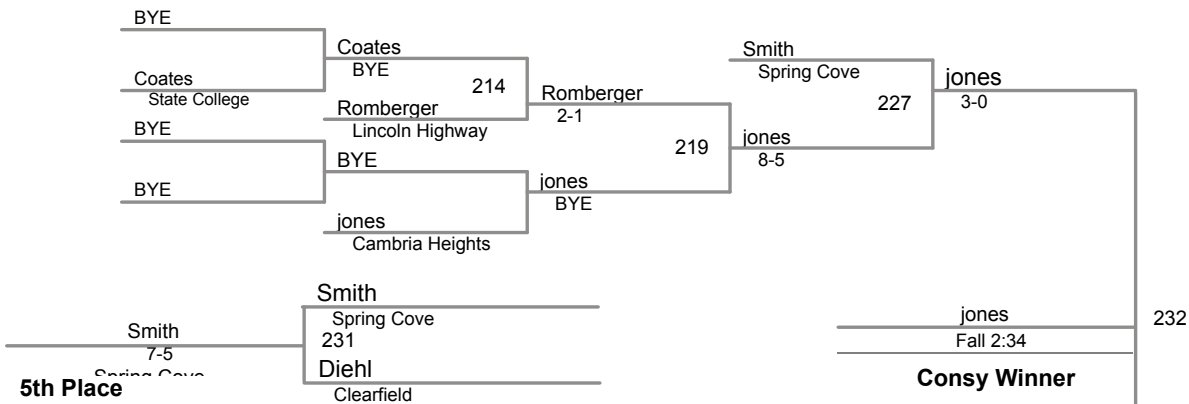 BYE
Coates
State College
BYE
BYE
Coates
BYE
214
Romberger
Lincoln Highway
BYE
jones
Cambria Heights
Romberger
2-1
219
jones
BYE
Smith
Spring Cove
227
jones
8-5
jones
3-0
Smith
7-5
Spring Cove
5th Place
Smith
Spring Cove
231
Diehl
Clearfield
jones
Fall 2:34
Consy Winner
232